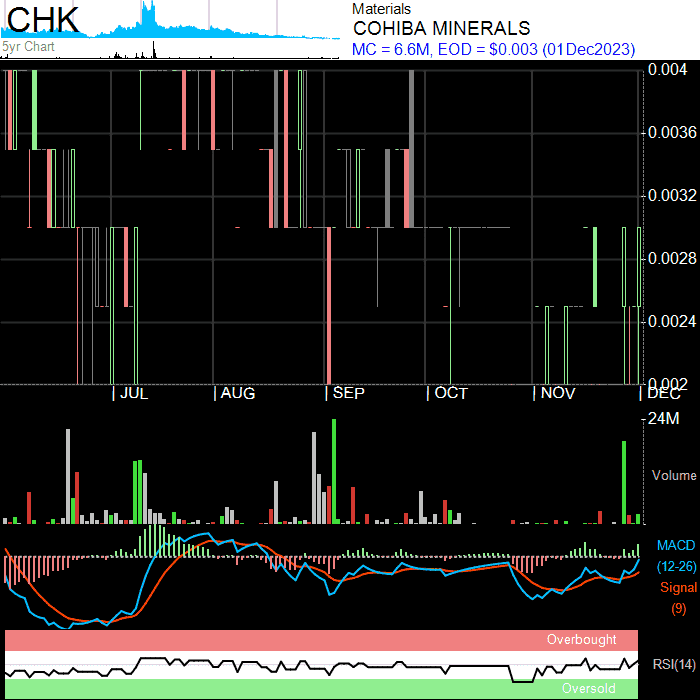 CHK
5yr Chart
Materials
COHIBA MINERALS
MC = 6.6M, EOD = $0.003 (01Dec2023)
0.004
0.0036
0.0032
0.0028
0.0024
0.002
JUL
AUG
SEP
OCT
NOV
DEC
24M
Volume
MACD
(12-26)
Signal
(9)
Overbought
RSI(14)
Oversold